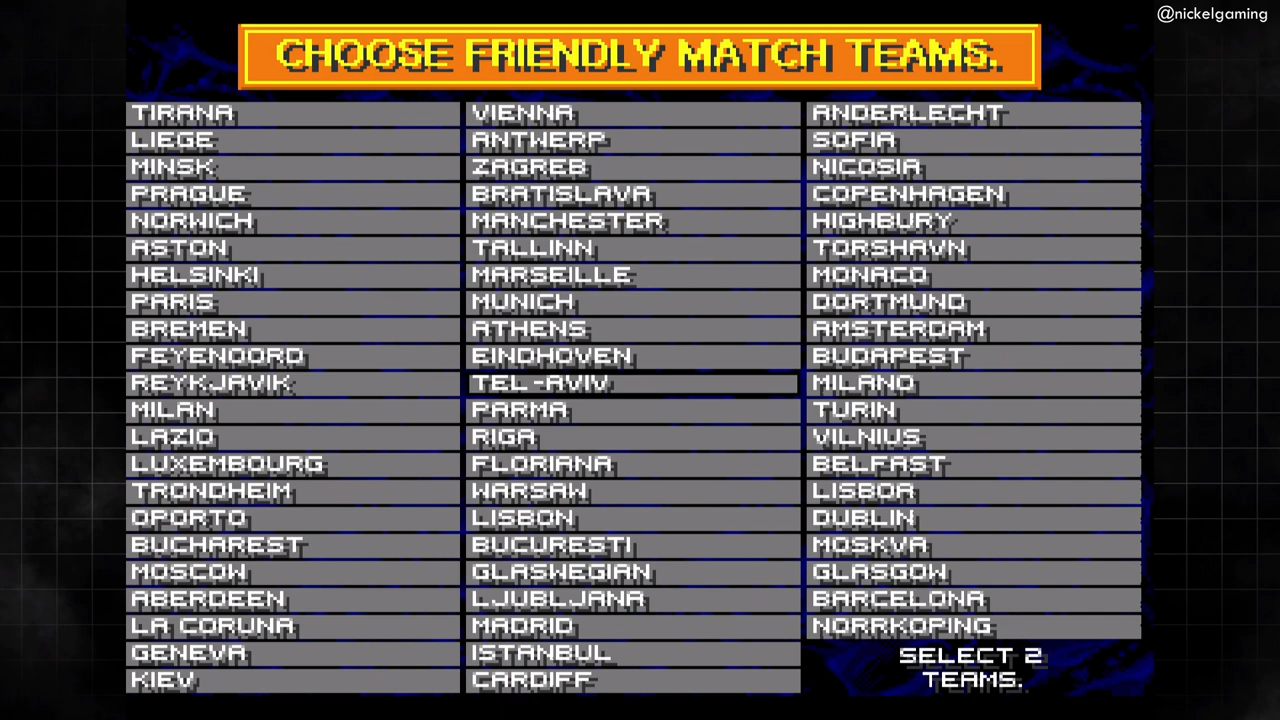 @nickelgaming
CHOOSE FRIENDLY MATCH TEAMS.
TIRANA VIENNA ANDERLECHT
LIEGE ANTWERP SOFIA
MINSK ZAGREB NICOSIA
PRAGUE BRATISLAVA COPENHAGEN
NORWICH MANCHESTER HIGHBURY
ASTON TALLINN TORSHAVN
HELSINKI MARSEILLE MONACO
PARIS MUNICH DORTMUND
BREMEN ATHENS AMSTERDAM
FEYENOORD EINDHOVEN BUDAPEST
REYKJAVIK TEL-AVIV MILANO
MILAN PARMA TURIN
LAZIO RIGA VILNIUS
LUXEMBOURG FLORIANA BELFAST
TRONDHEIM WARSAW LISBOA
OPORTO LISBON DUBLIN
BUCHAREST BUCURESTI MOSKVA
MOSCOW GLASWEGIAN GLASGOW
ABERDEEN LJUBLJANA BARCELONA
LA CORUNA MADRID NORRKOPING
GENEVA ISTANBUL SELECT 2
KIEV CARDIFF TEAMS.